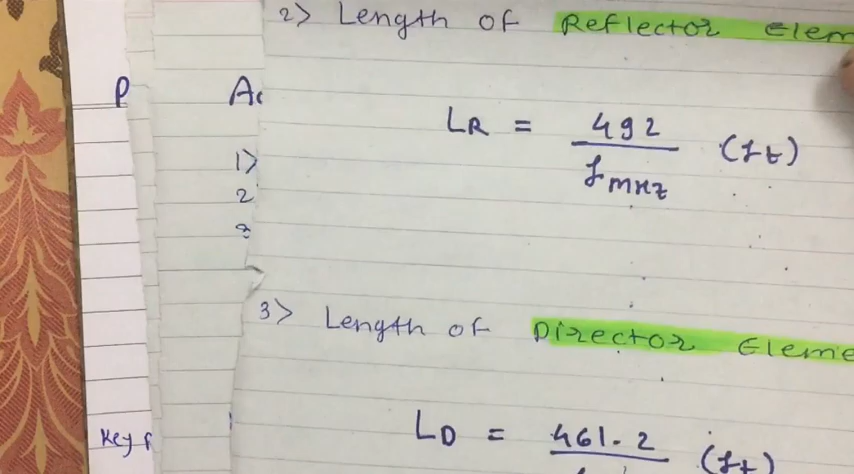 2> Length of Reflector Elem
P
Ac
LR = 492 / fMHz (ft)
1>
2
3> Length of Director Eleme
LD = 461.2 (ft)
Key